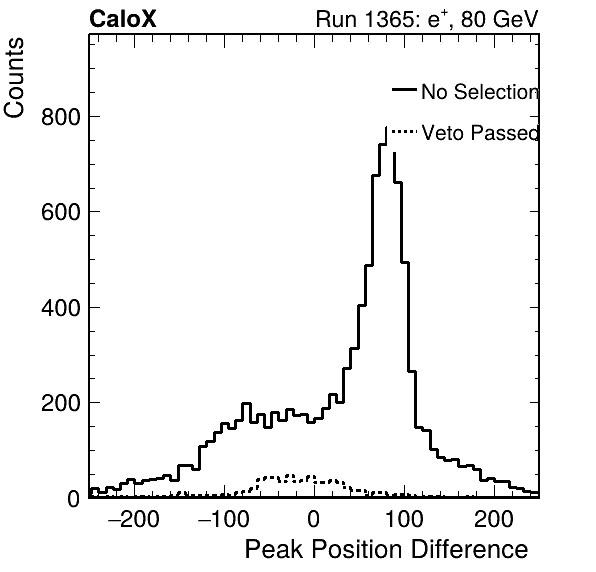 CaloX Run 1365: e⁺, 80 GeV
Counts
No Selection
Veto Passed
800
600
400
200
0
−200 −100 0 100 200
Peak Position Difference